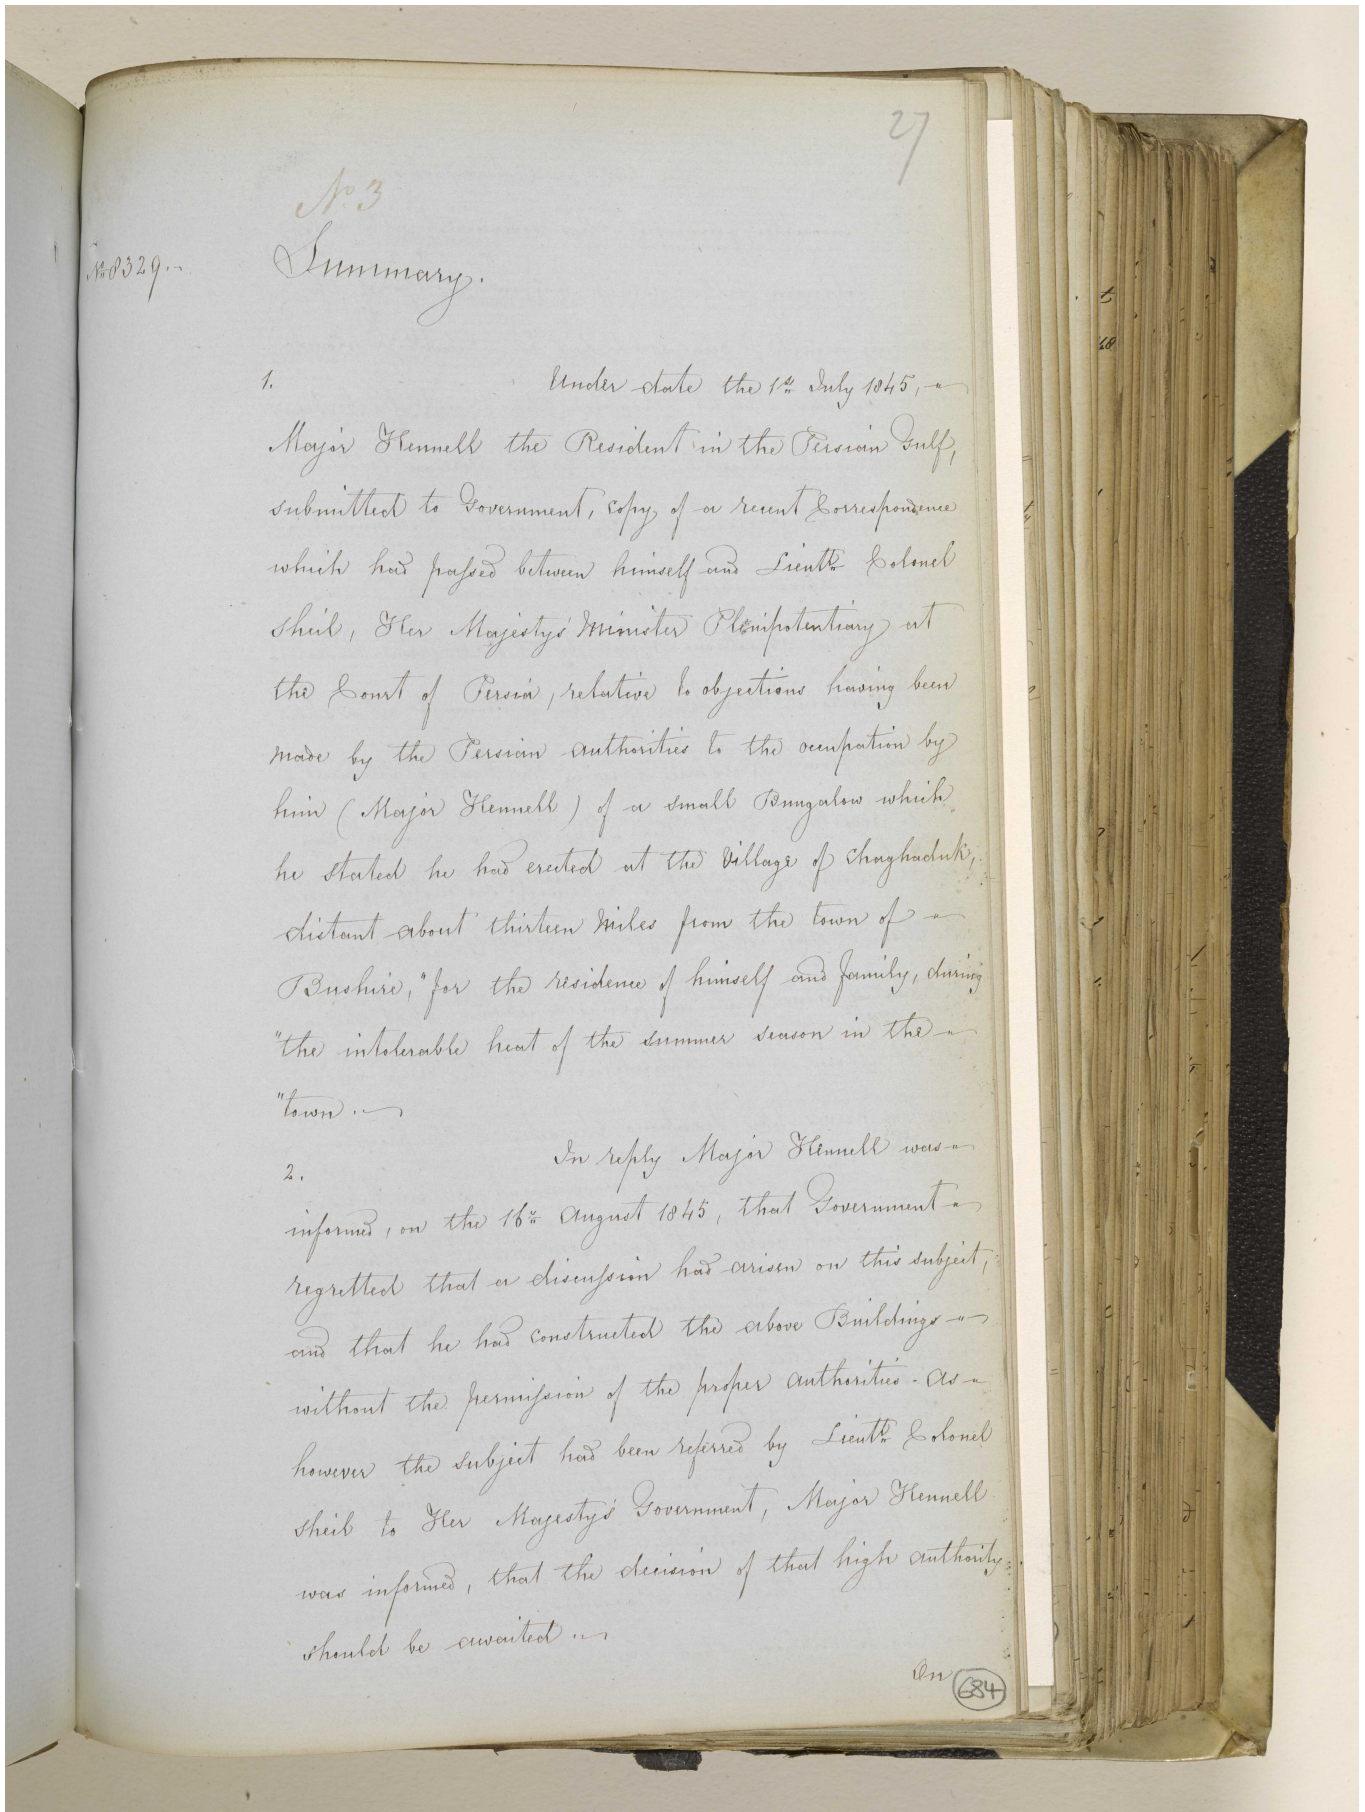 27
No. 3
No 8329.
Summary.
1. Under date the 1st July 1845,
Major Hennell the Resident in the Persian Gulf,
submitted to Government, copy of a recent Correspondence
which had passed between himself and Lieutt. Colonel
Sheil, Her Majesty's Minister Plenipotentiary at
the Court of Persia, relative to objections having been
made by the Persian authorities to the occupation by
him (Major Hennell) of a small Bungalow which
he stated he had erected at the Village of Chaghaduk,
distant about thirteen Miles from the town of
Bushire, "for the residence of himself and family, during
"the intolerable heat of the summer season in the
"town.
2. In reply Major Hennell was
informed, on the 16th August 1845, that Government
regretted that a discussion had arisen on this subject,
and that he had constructed the above Buildings
without the permission of the proper authorities. As
however the subject had been referred by Lieutt. Colonel
Sheil to Her Majesty's Government, Major Hennell
was informed, that the decision of that high authority
should be awaited.
On
684